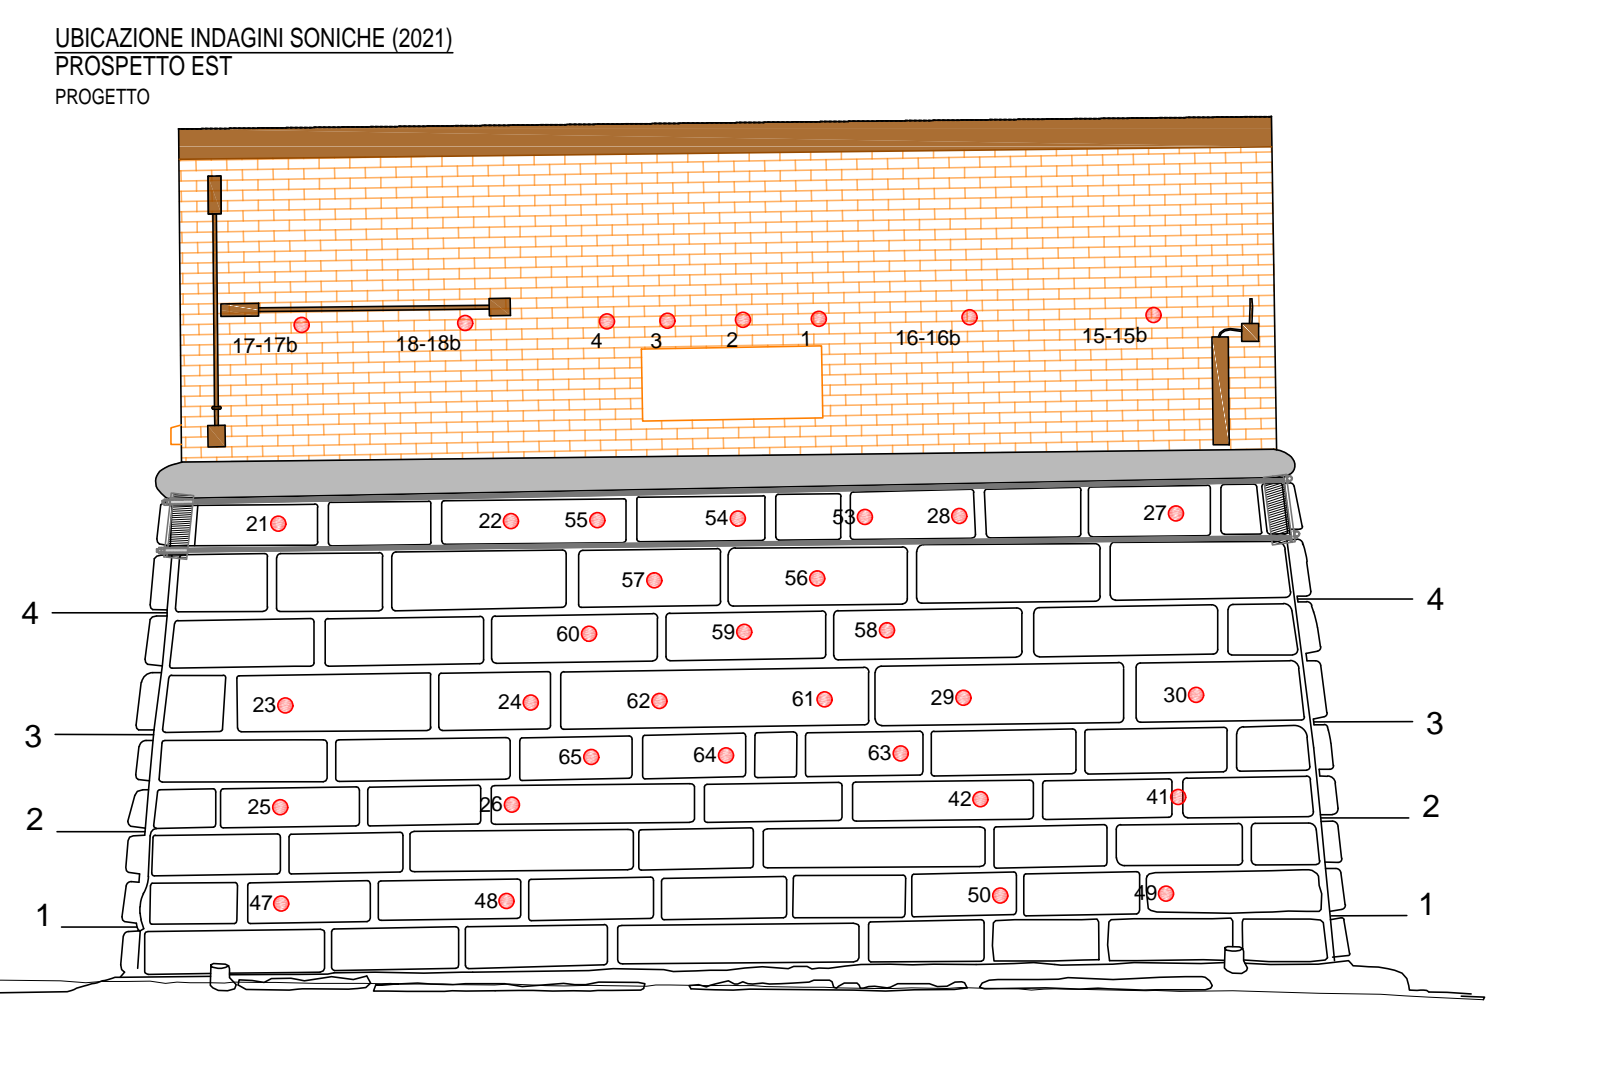 UBICAZIONE INDAGINI SONICHE (2021)
PROSPETTO EST
PROGETTO
17-17b 18-18b 4 3 2 1 16-16b 15-15b
21 22 55 54 53 28 27
57 56
4 4
60 59 58
23 24 62 61 29 30
3 3
65 64 63
25 26 42 41
2 2
47 48 50 49
1 1